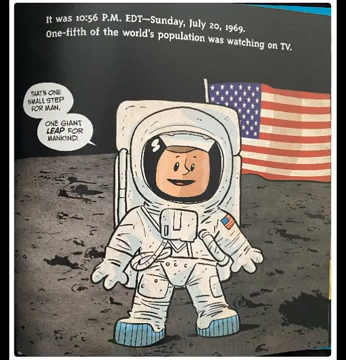 It was 10:56 P.M. EDT—Sunday, July 20, 1969.
One-fifth of the world's population was watching on TV.
THAT'S ONE
SMALL STEP
FOR MAN,
ONE GIANT
LEAP FOR
MANKIND.